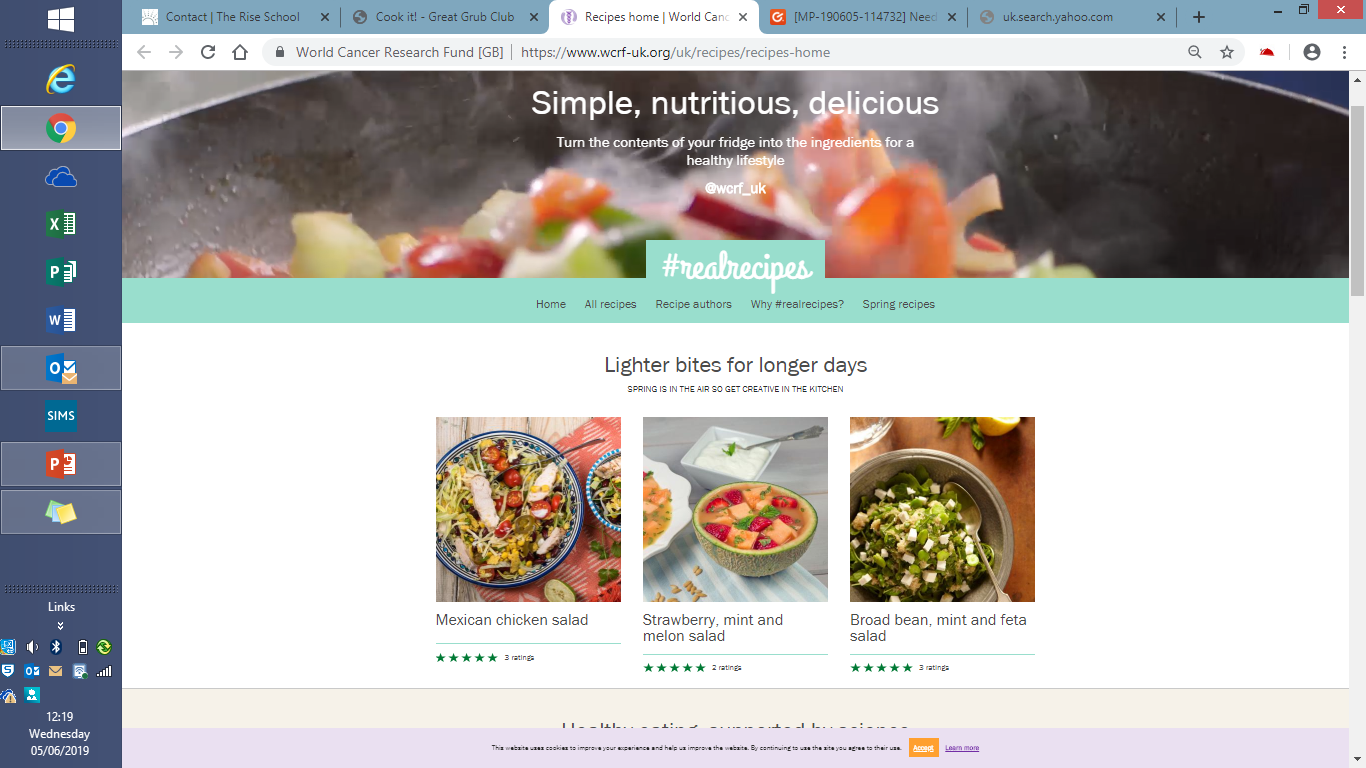 Contact | The Rise School
Cook it! - Great Grub Club
Recipes home | World Canc
[MP-190605-114732] Need
uk.search.yahoo.com
World Cancer Research Fund [GB]
https://www.wcrf-uk.org/uk/recipes/recipes-home
Simple, nutritious, delicious
Turn the contents of your fridge into the ingredients for a
healthy lifestyle
@wcrf_uk
#realrecipes
Home
All recipes
Recipe authors
Why #realrecipes?
Spring recipes
Lighter bites for longer days
SPRING IS IN THE AIR SO GET CREATIVE IN THE KITCHEN
Mexican chicken salad
3 ratings
Strawberry, mint and
melon salad
2 ratings
Broad bean, mint and feta
salad
3 ratings
Healthy eating, supported by science
This website uses cookies to improve your experience and help us improve the website. By continuing to use the site you agree to their use.
Accept
Learn more
SIMS
Links
12:19
Wednesday
05/06/2019